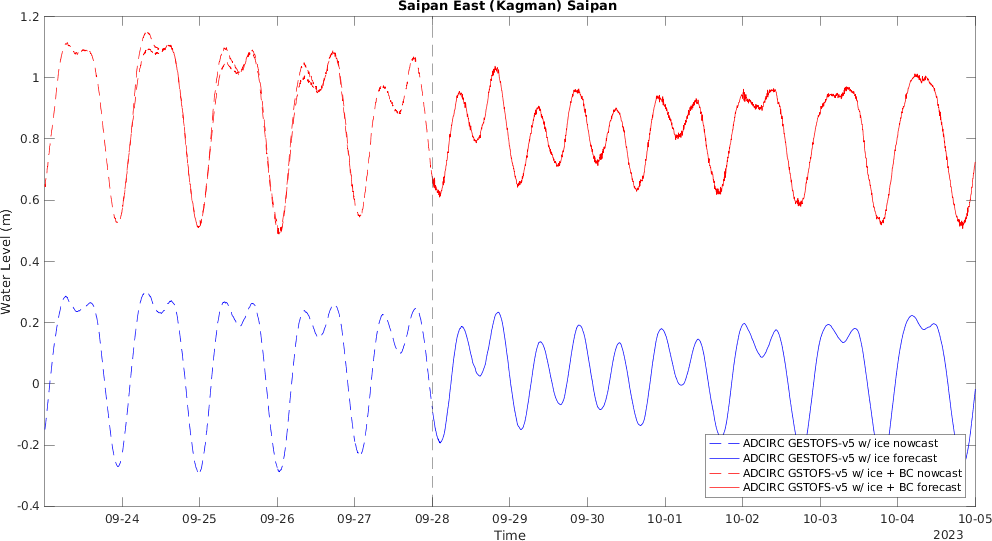 Saipan East (Kagman) Saipan
1.2
1
0.8
0.6
0.4
0.2
0
-0.2
-0.4
Water Level (m)
09-24 09-25 09-26 09-27 09-28 09-29 09-30 10-01 10-02 10-03 10-04 10-05
Time
2023
ADCIRC GESTOFS-v5 w/ ice nowcast
ADCIRC GESTOFS-v5 w/ ice forecast
ADCIRC GSTOFS-v5 w/ ice + BC nowcast
ADCIRC GSTOFS-v5 w/ ice + BC forecast